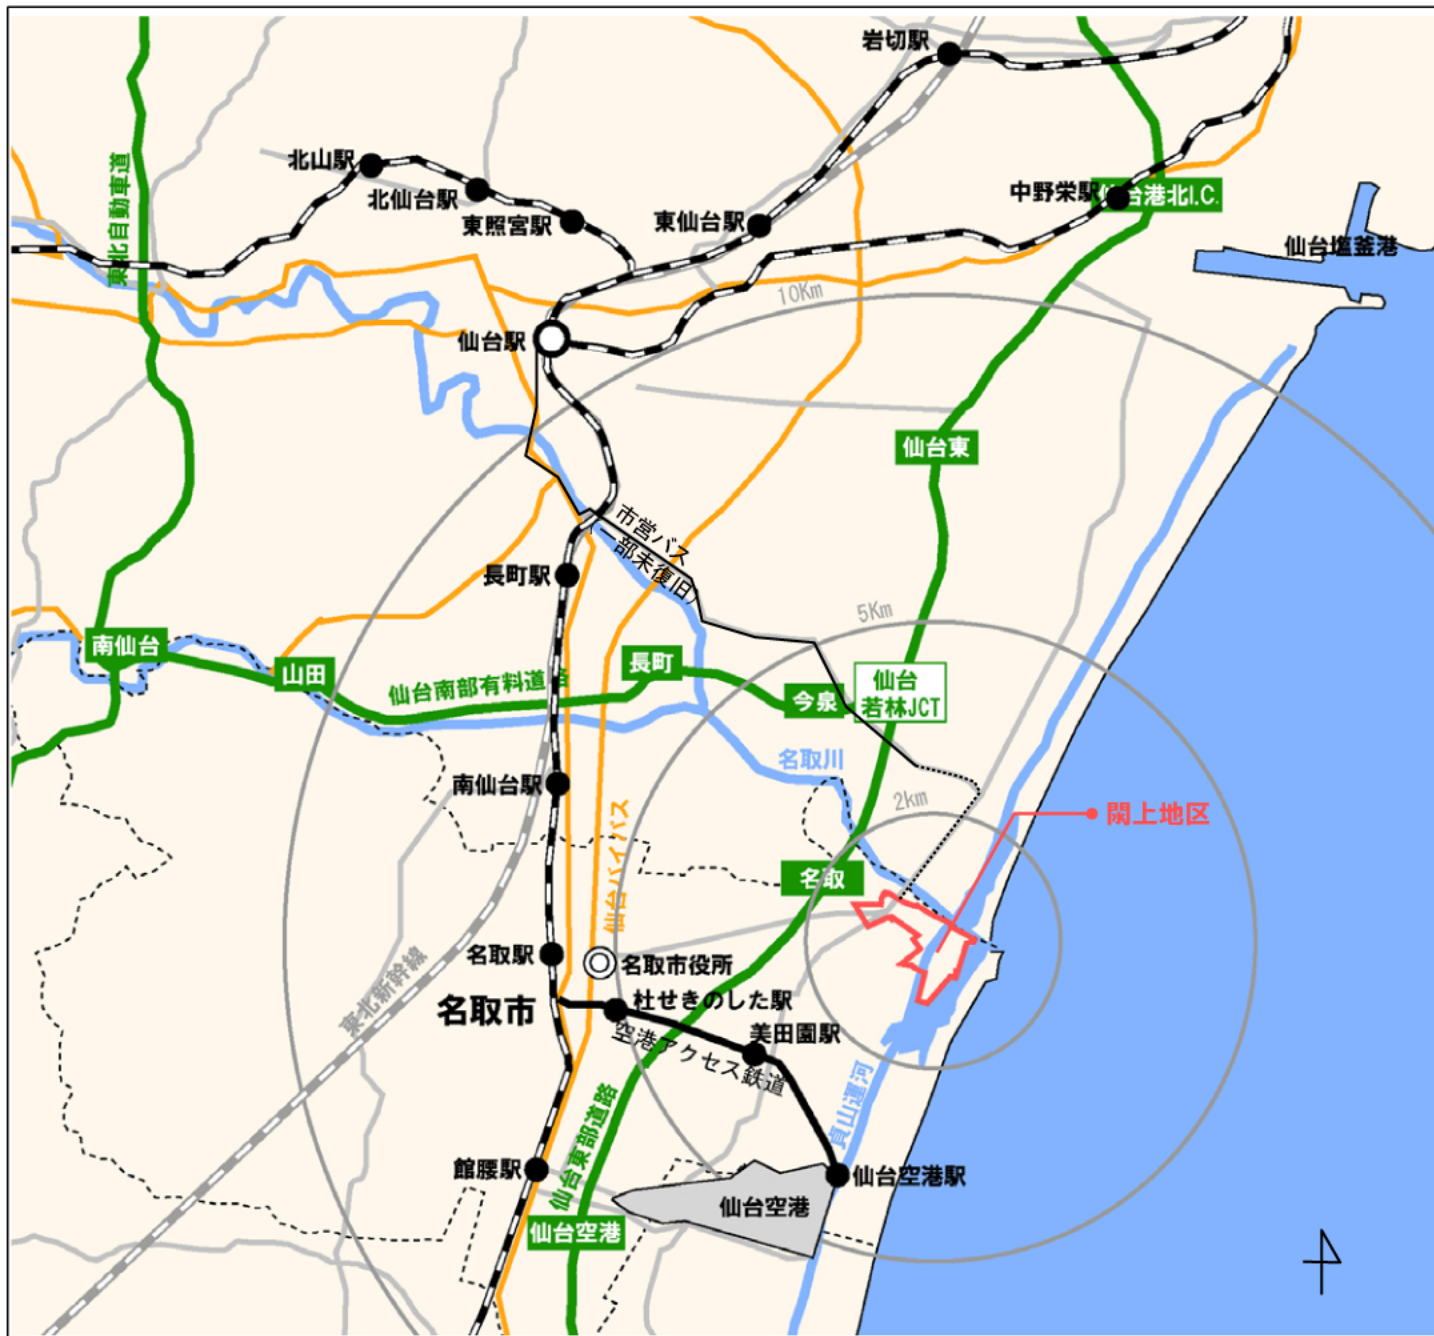 岩切駅
北山駅
北仙台駅
東照宮駅
東仙台駅
中野栄駅
仙台港北I.C.
東北自動車道
仙台塩釜港
10Km
仙台駅
仙台東
市営バス
(一部未復旧)
長町駅
5Km
南仙台
山田
仙台南部有料道路
長町
今泉
仙台
若林JCT
名取川
南仙台駅
2km
閖上地区
仙台バイパス
名取
名取駅
名取市役所
東北新幹線
名取市
杜せきのした駅
美田園駅
空港アクセス鉄道
貞山運河
仙台東部道路
館腰駅
仙台空港駅
仙台空港
仙台空港